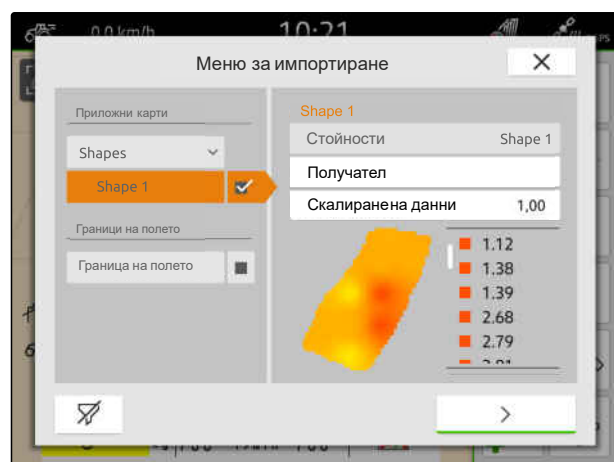 0.0 km/h
10:21
PS
Меню за импортиране
Приложни карти
Shapes
Shape 1
Граници на полето
Граница на полето
Shape 1
Стойности
Shape 1
Получател
Скалиранена данни
1,00
1.12
1.38
1.39
2.68
2.79